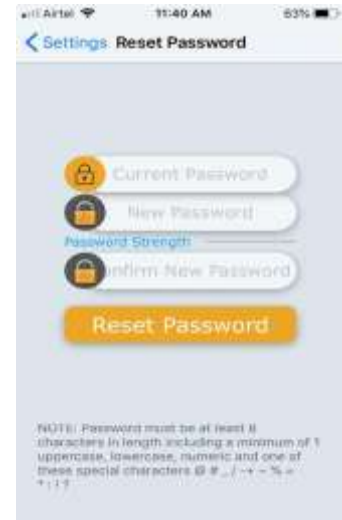 Airtel 11:40 AM 63%
Settings Reset Password
Current Password
New Password
Password Strength
onfirm New Password
Reset Password
NOTE: Password must be at least 8
characters in length including a minimum of 1
uppercase, lowercase, numeric and one of
these special characters @ # _